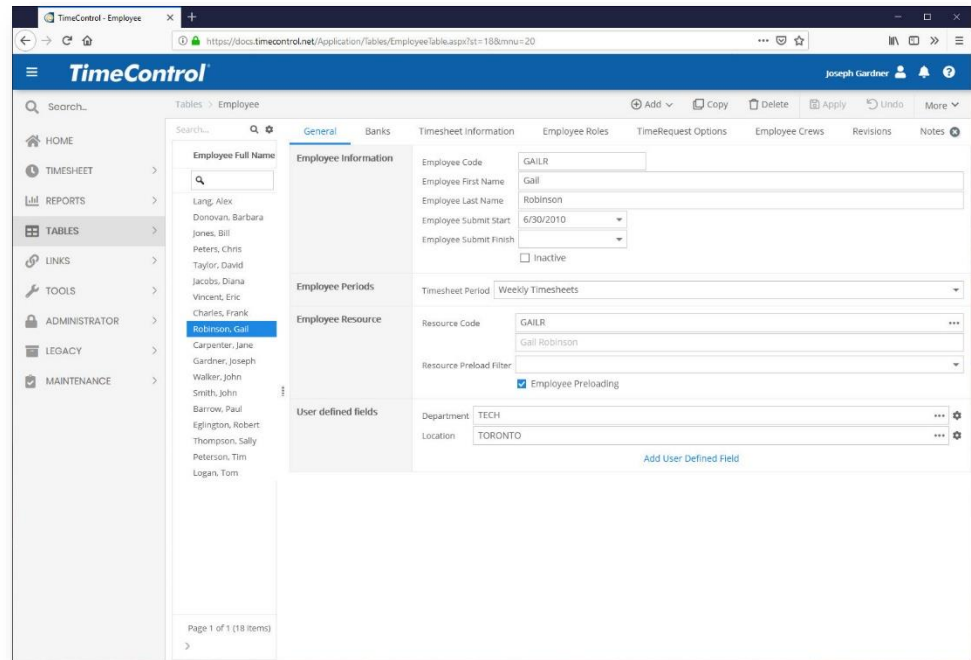 TimeControl - Employee
https://docs.timecontrol.net/Application/Tables/EmployeeTable.aspx?st=18&mnu=20
TimeControl
Joseph Gardner
Search...
Tables > Employee
Add
Copy
Delete
Apply
Undo
More
HOME
TIMESHEET
REPORTS
TABLES
LINKS
TOOLS
ADMINISTRATOR
LEGACY
MAINTENANCE
Search...
Employee Full Name
Lang, Alex
Donovan, Barbara
Jones, Bill
Peters, Chris
Taylor, David
Jacobs, Diana
Vincent, Eric
Charles, Frank
Robinson, Gail
Carpenter, Jane
Gardner, Joseph
Walker, John
Smith, John
Barrow, Paul
Eglington, Robert
Thompson, Sally
Peterson, Tim
Logan, Tom
Page 1 of 1 (18 items)
General Banks Timesheet Information Employee Roles TimeRequest Options Employee Crews Revisions Notes
Employee Information
Employee Code GAILR
Employee First Name Gail
Employee Last Name Robinson
Employee Submit Start 6/30/2010
Employee Submit Finish
Inactive
Employee Periods
Timesheet Period Weekly Timesheets
Employee Resource
Resource Code GAILR
Gail Robinson
Resource Preload Filter
Employee Preloading
User defined fields
Department TECH
Location TORONTO
Add User Defined Field